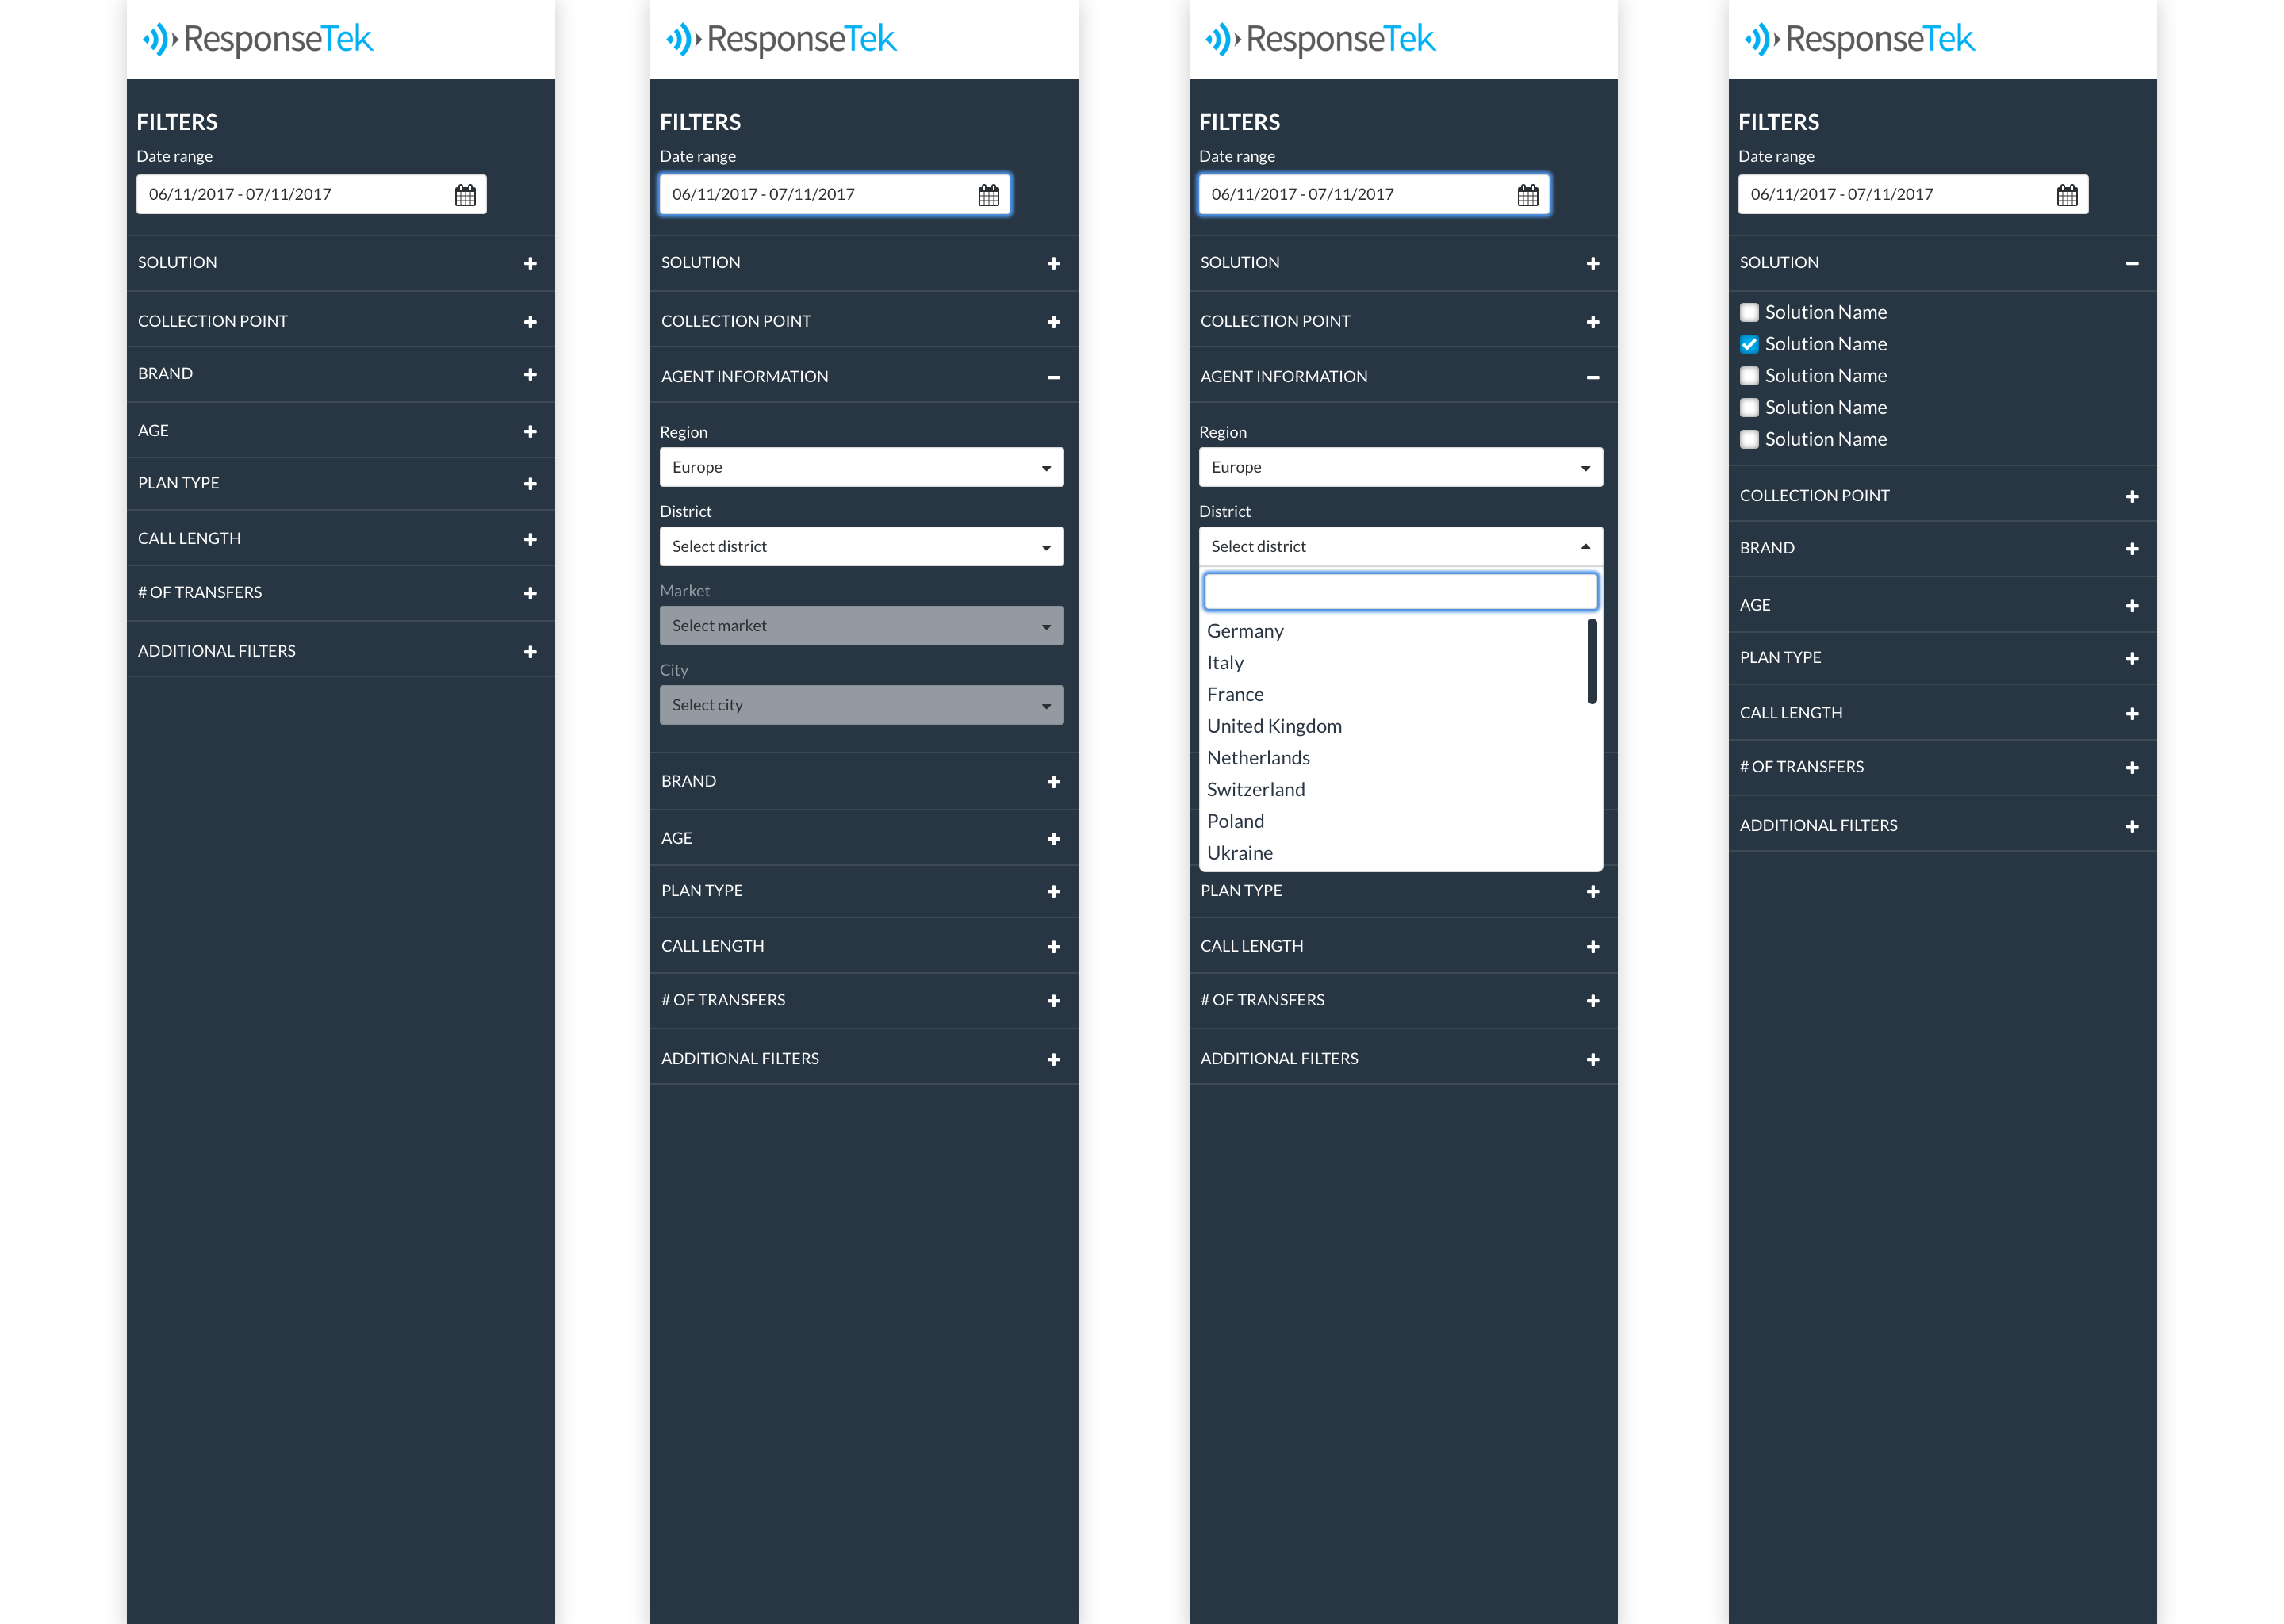 ResponseTek
FILTERS
Date range
06/11/2017 - 07/11/2017
SOLUTION
COLLECTION POINT
BRAND
AGE
PLAN TYPE
CALL LENGTH
# OF TRANSFERS
ADDITIONAL FILTERS
ResponseTek
FILTERS
Date range
06/11/2017 - 07/11/2017
SOLUTION
COLLECTION POINT
AGENT INFORMATION
Region
Europe
District
Select district
Market
Select market
City
Select city
BRAND
AGE
PLAN TYPE
CALL LENGTH
# OF TRANSFERS
ADDITIONAL FILTERS
ResponseTek
FILTERS
Date range
06/11/2017 - 07/11/2017
SOLUTION
COLLECTION POINT
AGENT INFORMATION
Region
Europe
District
Select district
Germany
Italy
France
United Kingdom
Netherlands
Switzerland
Poland
Ukraine
PLAN TYPE
CALL LENGTH
# OF TRANSFERS
ADDITIONAL FILTERS
ResponseTek
FILTERS
Date range
06/11/2017 - 07/11/2017
SOLUTION
Solution Name
Solution Name
Solution Name
Solution Name
Solution Name
COLLECTION POINT
BRAND
AGE
PLAN TYPE
CALL LENGTH
# OF TRANSFERS
ADDITIONAL FILTERS